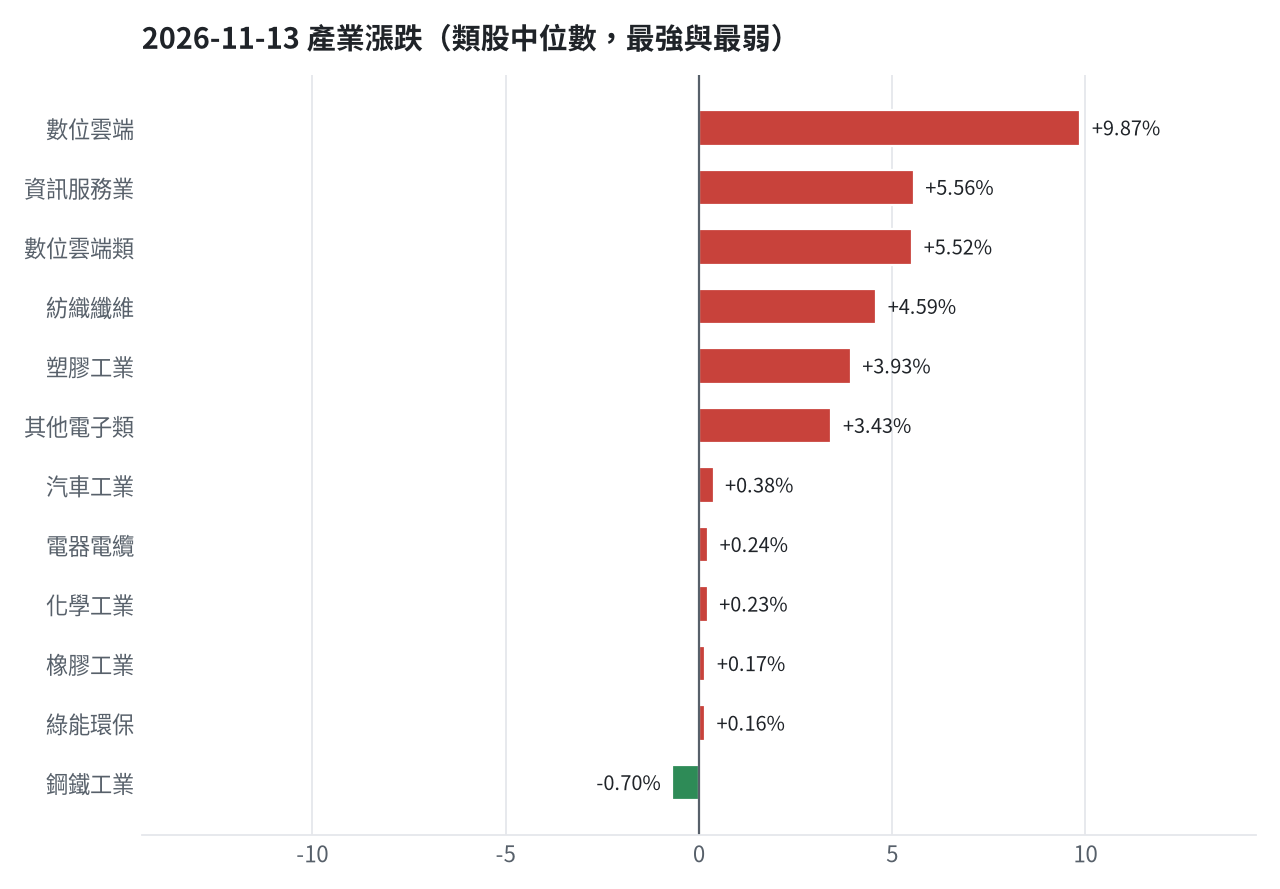 2026-11-13 產業漲跌（類股中位數，最強與最弱）
數位雲端 +9.87%
資訊服務業 +5.56%
數位雲端類 +5.52%
紡織纖維 +4.59%
塑膠工業 +3.93%
其他電子類 +3.43%
汽車工業 +0.38%
電器電纜 +0.24%
化學工業 +0.23%
橡膠工業 +0.17%
綠能環保 +0.16%
鋼鐵工業 -0.70%
-10 -5 0 5 10